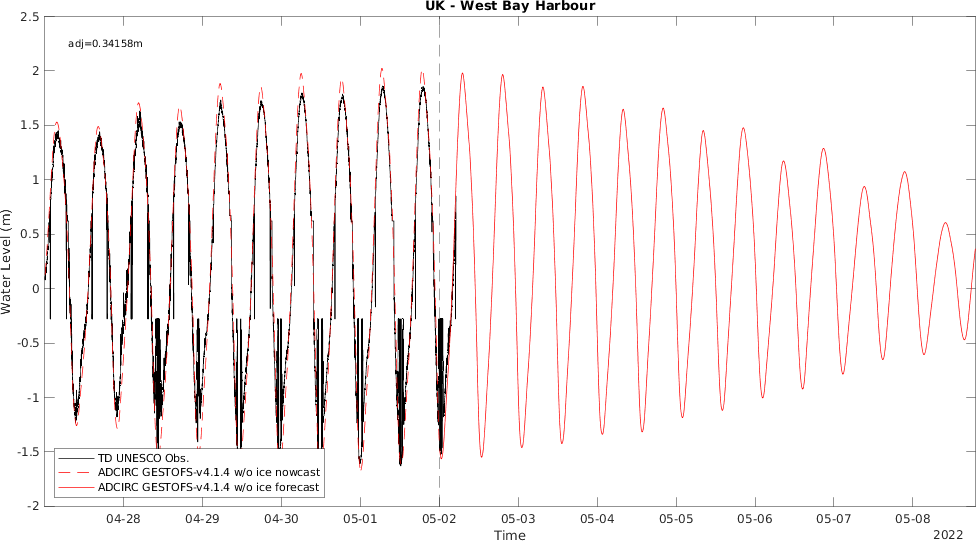 UK - West Bay Harbour
adj=0.34158m
Water Level (m)
2.5
2
1.5
1
0.5
0
-0.5
-1
-1.5
-2
TD UNESCO Obs.
ADCIRC GESTOFS-v4.1.4 w/o ice nowcast
ADCIRC GESTOFS-v4.1.4 w/o ice forecast
04-28 04-29 04-30 05-01 05-02 05-03 05-04 05-05 05-06 05-07 05-08
Time
2022